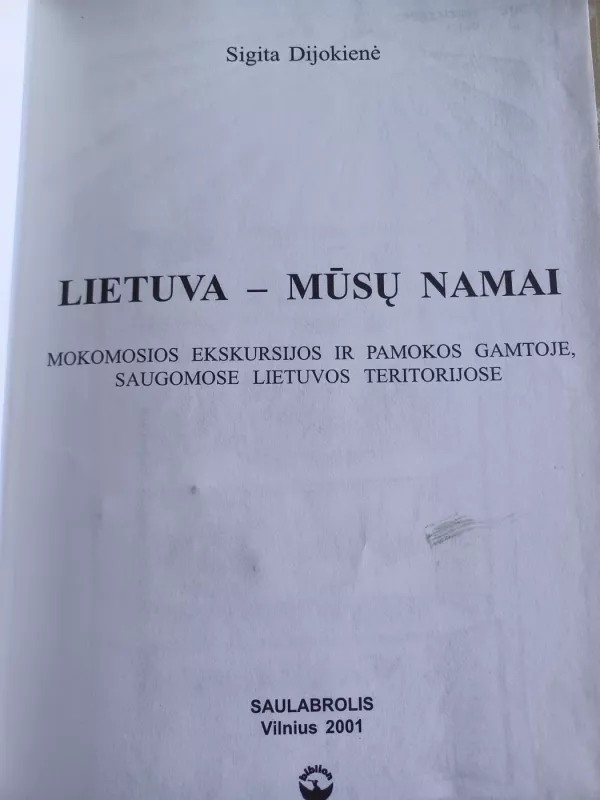 Sigita Dijokienė
LIETUVA – MŪSŲ NAMAI
MOKOMOSIOS EKSKURSIJOS IR PAMOKOS GAMTOJE,
SAUGOMOSE LIETUVOS TERITORIJOSE
SAULABROLIS
Vilnius 2001
biblion